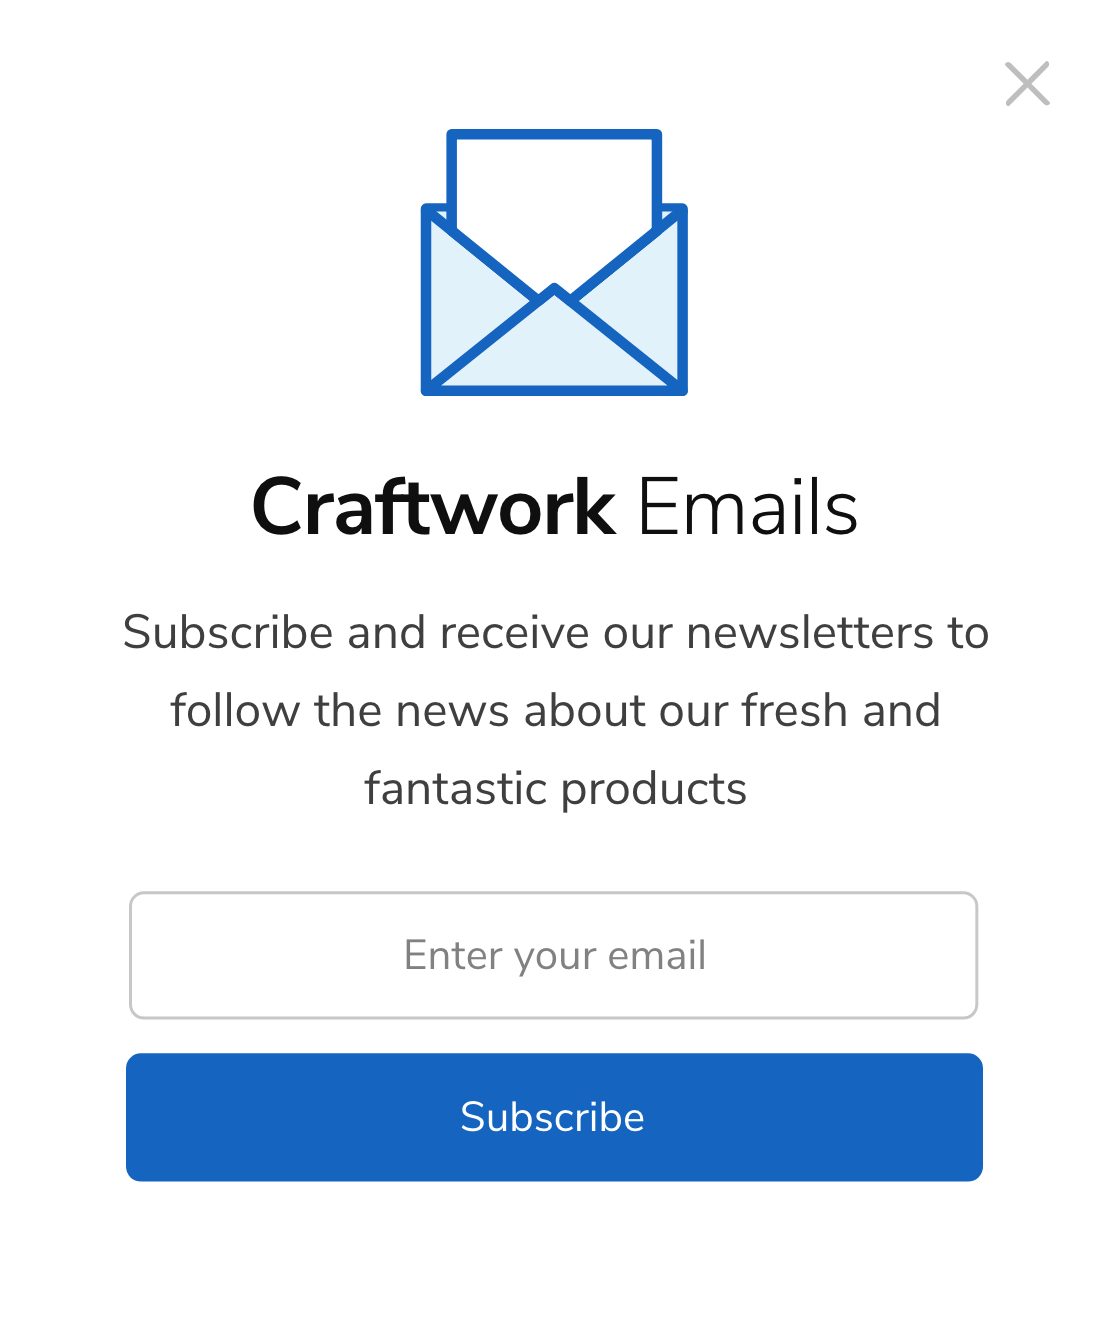 Craftwork Emails
Subscribe and receive our newsletters to
follow the news about our fresh and
fantastic products
Enter your email
Subscribe